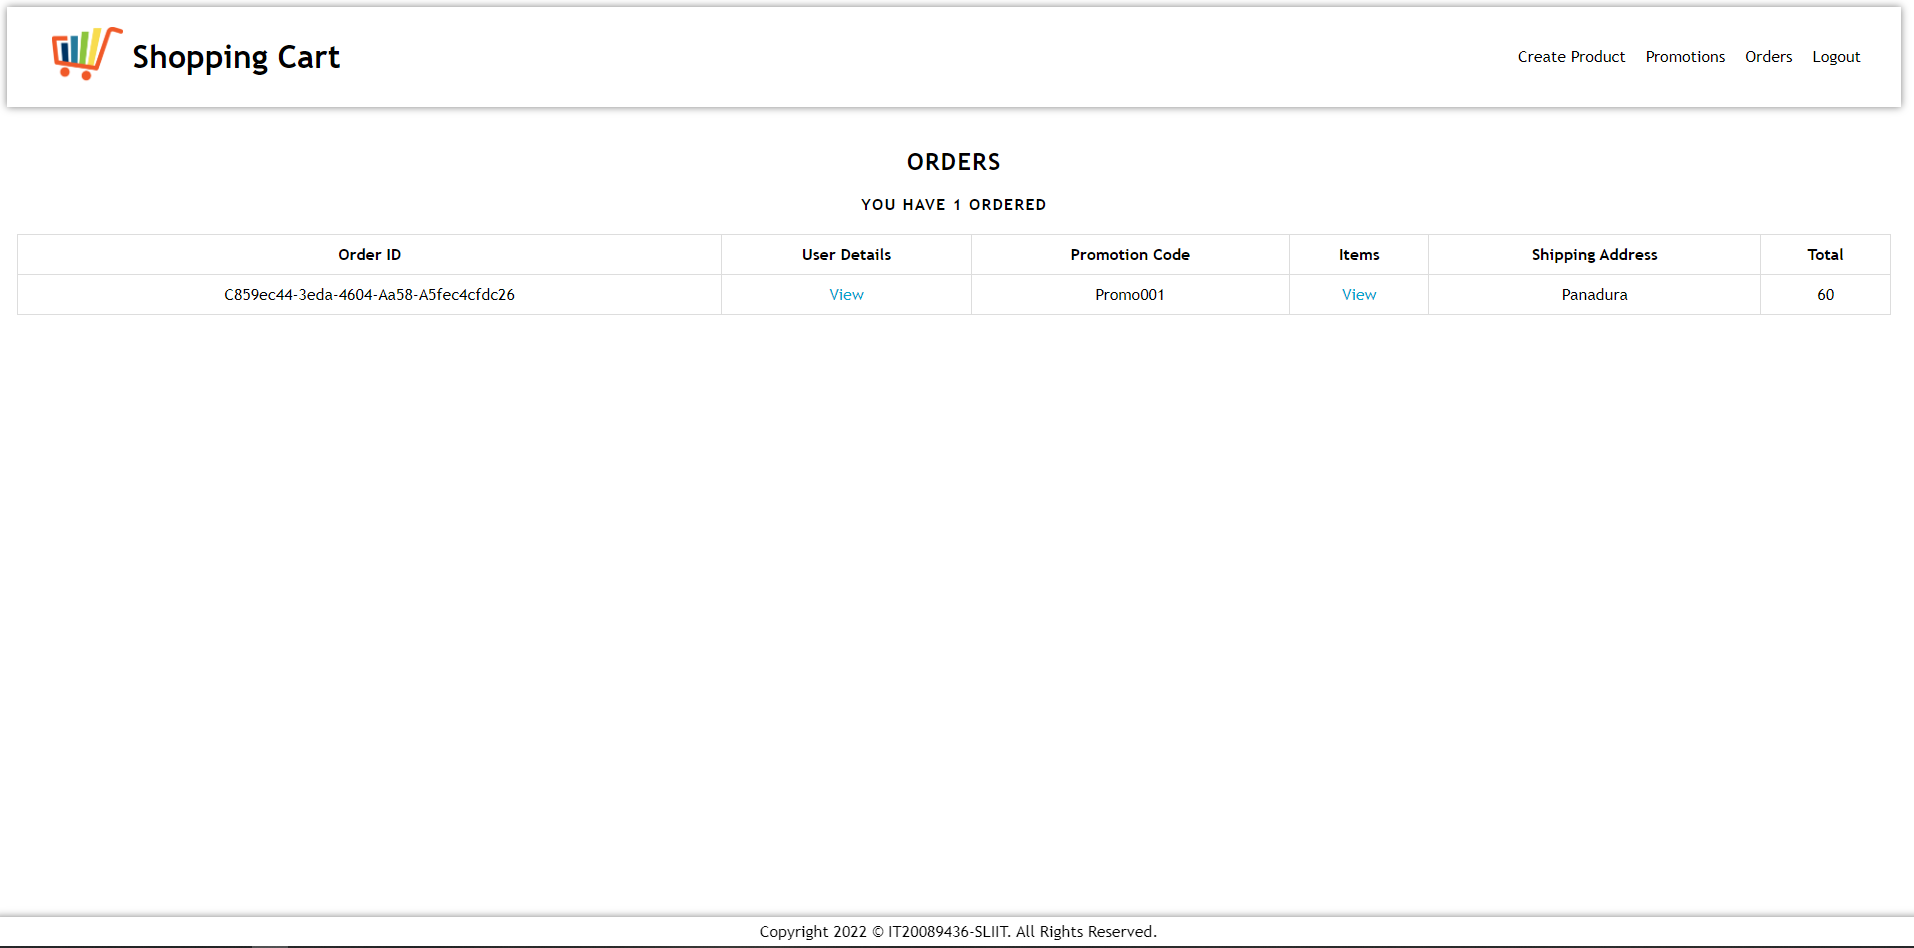 Shopping Cart
Create Product Promotions Orders Logout
ORDERS
YOU HAVE 1 ORDERED
Order ID User Details Promotion Code Items Shipping Address Total
C859ec44-3eda-4604-Aa58-A5fec4cfdc26 View Promo001 View Panadura 60
Copyright 2022 © IT20089436-SLIIT. All Rights Reserved.